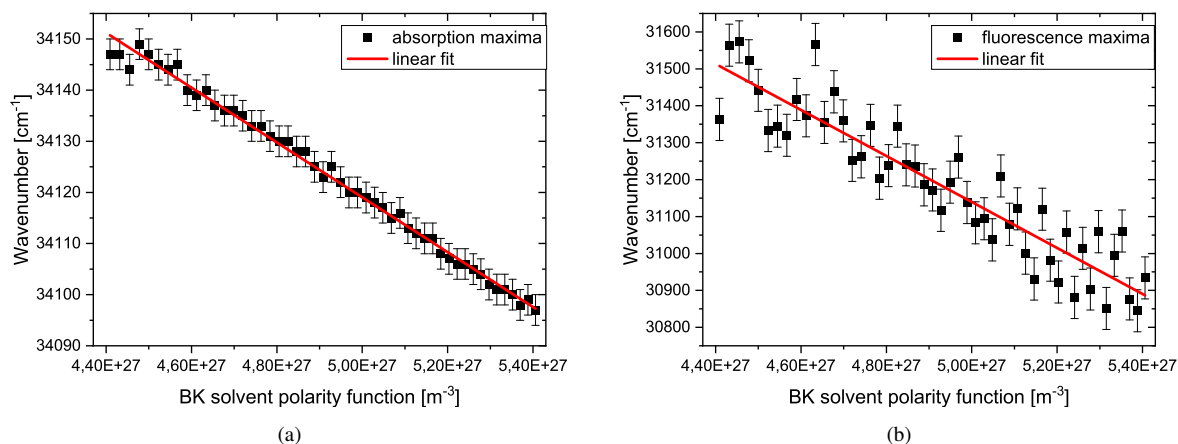 34150
34140
34130
34120
34110
34100
34090
Wavenumber [cm⁻¹]
absorption maxima
linear fit
4,40E+27 4,60E+27 4,80E+27 5,00E+27 5,20E+27 5,40E+27
BK solvent polarity function [m⁻³]
(a)
31600
31500
31400
31300
31200
31100
31000
30900
30800
Wavenumber [cm⁻¹]
fluorescence maxima
linear fit
4,40E+27 4,60E+27 4,80E+27 5,00E+27 5,20E+27 5,40E+27
BK solvent polarity function [m⁻³]
(b)